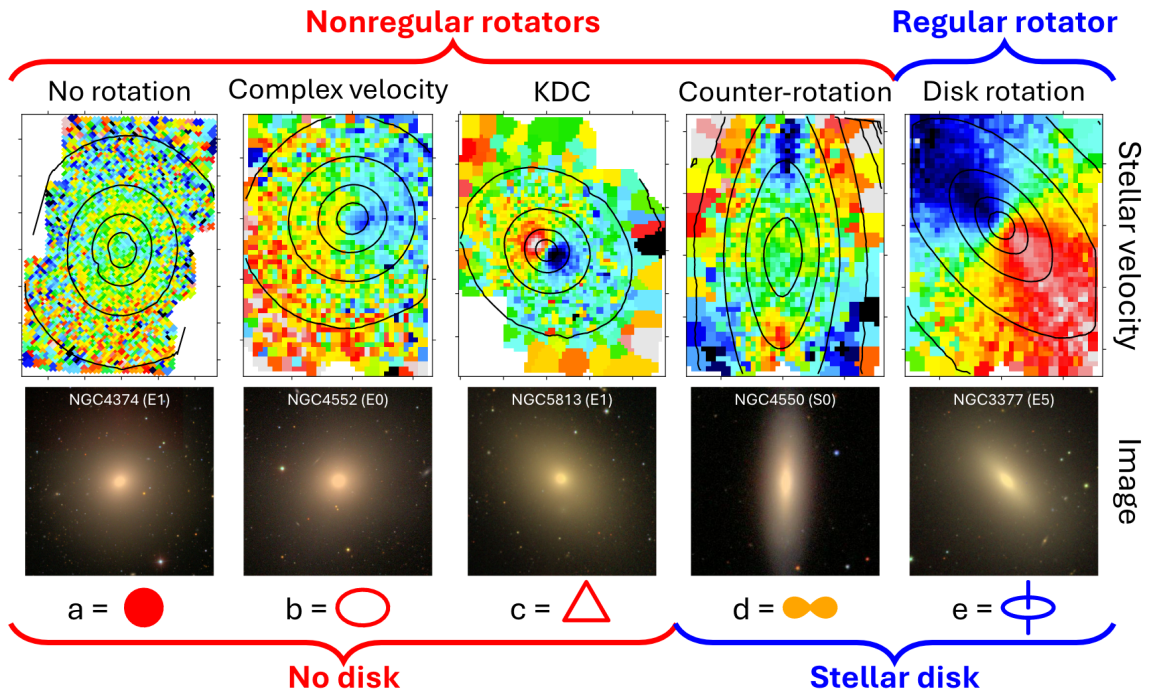 Nonregular rotators
Regular rotator
No rotation
Complex velocity
KDC
Counter-rotation
Disk rotation
Stellar velocity
NGC4374 (E1)
NGC4552 (E0)
NGC5813 (E1)
NGC4550 (S0)
NGC3377 (E5)
Image
a =
b =
c =
d =
e =
No disk
Stellar disk